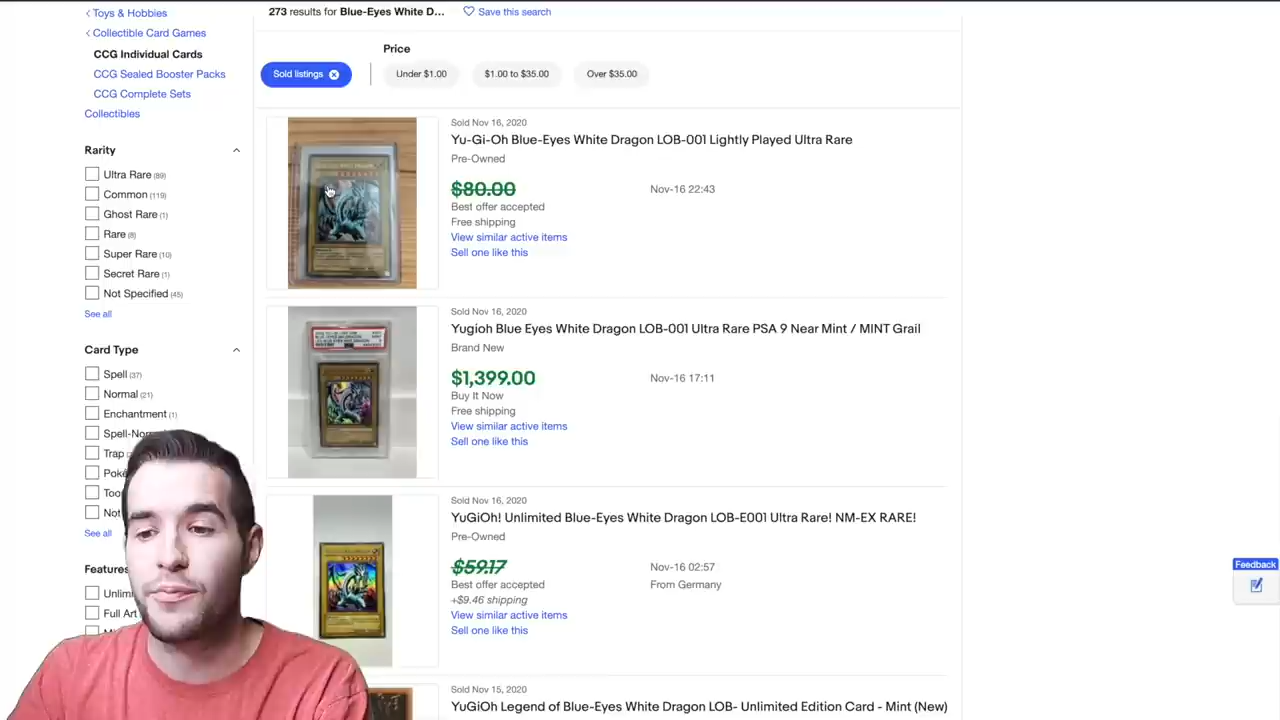 Toys & Hobbies
Collectible Card Games
CCG Individual Cards
CCG Sealed Booster Packs
CCG Complete Sets
Collectibles
Rarity
Ultra Rare (89)
Common (119)
Ghost Rare (1)
Rare (8)
Super Rare (10)
Secret Rare (1)
Not Specified (45)
See all
Card Type
Spell (37)
Normal (21)
Enchantment (1)
Spell-Nor
Trap
Pok
Too
Not
See all
Features
Unlim
Full Art
273 results for Blue-Eyes White D... Save this search
Price
Sold listings Under $1.00 $1.00 to $35.00 Over $35.00
Sold Nov 16, 2020
Yu-Gi-Oh Blue-Eyes White Dragon LOB-001 Lightly Played Ultra Rare
Pre-Owned
$80.00 Nov-16 22:43
Best offer accepted
Free shipping
View similar active items
Sell one like this
Sold Nov 16, 2020
Yugioh Blue Eyes White Dragon LOB-001 Ultra Rare PSA 9 Near Mint / MINT Grail
Brand New
$1,399.00 Nov-16 17:11
Buy It Now
Free shipping
View similar active items
Sell one like this
Sold Nov 16, 2020
YuGiOh! Unlimited Blue-Eyes White Dragon LOB-E001 Ultra Rare! NM-EX RARE!
Pre-Owned
$59.17 Nov-16 02:57
Best offer accepted From Germany
+$9.46 shipping
View similar active items
Sell one like this
Sold Nov 15, 2020
YuGiOh Legend of Blue-Eyes White Dragon LOB- Unlimited Edition Card - Mint (New)
Feedback